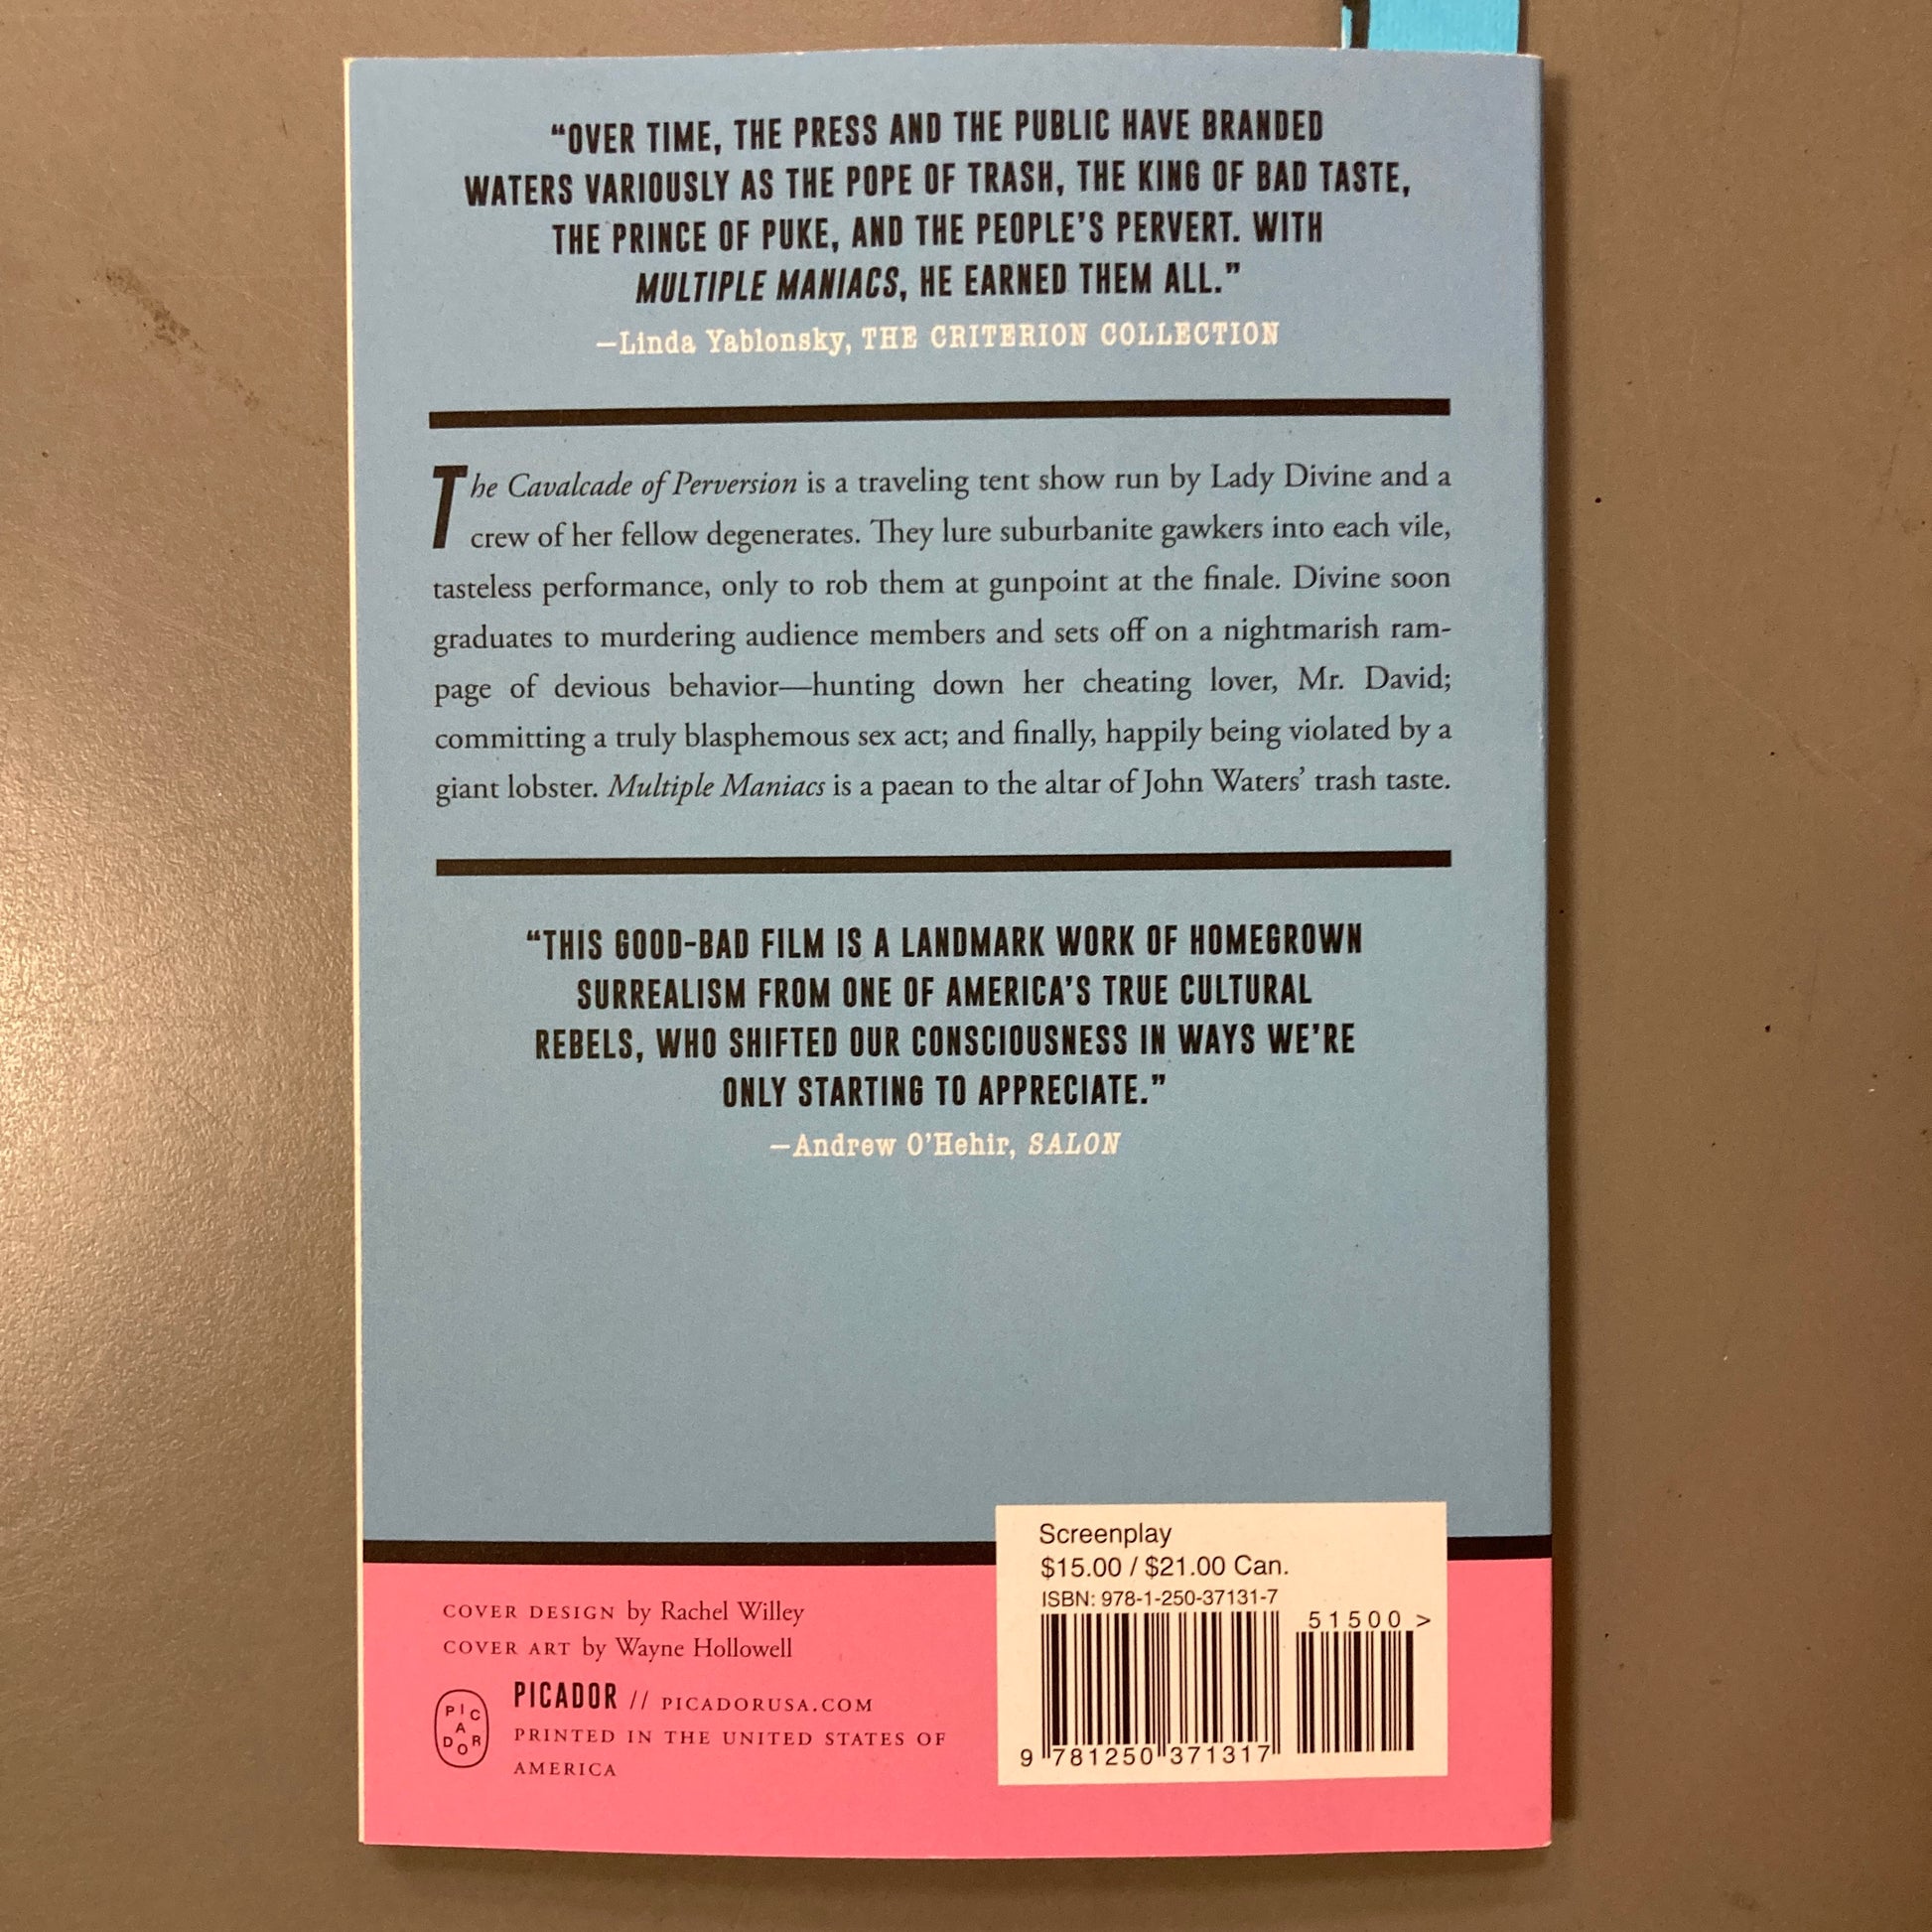 “OVER TIME, THE PRESS AND THE PUBLIC HAVE BRANDED
WATERS VARIOUSLY AS THE POPE OF TRASH, THE KING OF BAD TASTE,
THE PRINCE OF PUKE, AND THE PEOPLE’S PERVERT. WITH
MULTIPLE MANIACS, HE EARNED THEM ALL.”
—Linda Yablonsky, THE CRITERION COLLECTION
The Cavalcade of Perversion is a traveling tent show run by Lady Divine and a
crew of her fellow degenerates. They lure suburbanite gawkers into each vile,
tasteless performance, only to rob them at gunpoint at the finale. Divine soon
graduates to murdering audience members and sets off on a nightmarish ram-
page of devious behavior—hunting down her cheating lover, Mr. David;
committing a truly blasphemous sex act; and finally, happily being violated by a
giant lobster. Multiple Maniacs is a paean to the altar of John Waters’ trash taste.
“THIS GOOD-BAD FILM IS A LANDMARK WORK OF HOMEGROWN
SURREALISM FROM ONE OF AMERICA’S TRUE CULTURAL
REBELS, WHO SHIFTED OUR CONSCIOUSNESS IN WAYS WE’RE
ONLY STARTING TO APPRECIATE.”
—Andrew O’Hehir, SALON
COVER DESIGN by Rachel Willey
COVER ART by Wayne Hollowell
PICADOR
PICADOR // PICADORUSA.COM
PRINTED IN THE UNITED STATES OF
AMERICA
Screenplay
$15.00 / $21.00 Can.
ISBN: 978-1-250-37131-7
51500 >
9 781250 371317